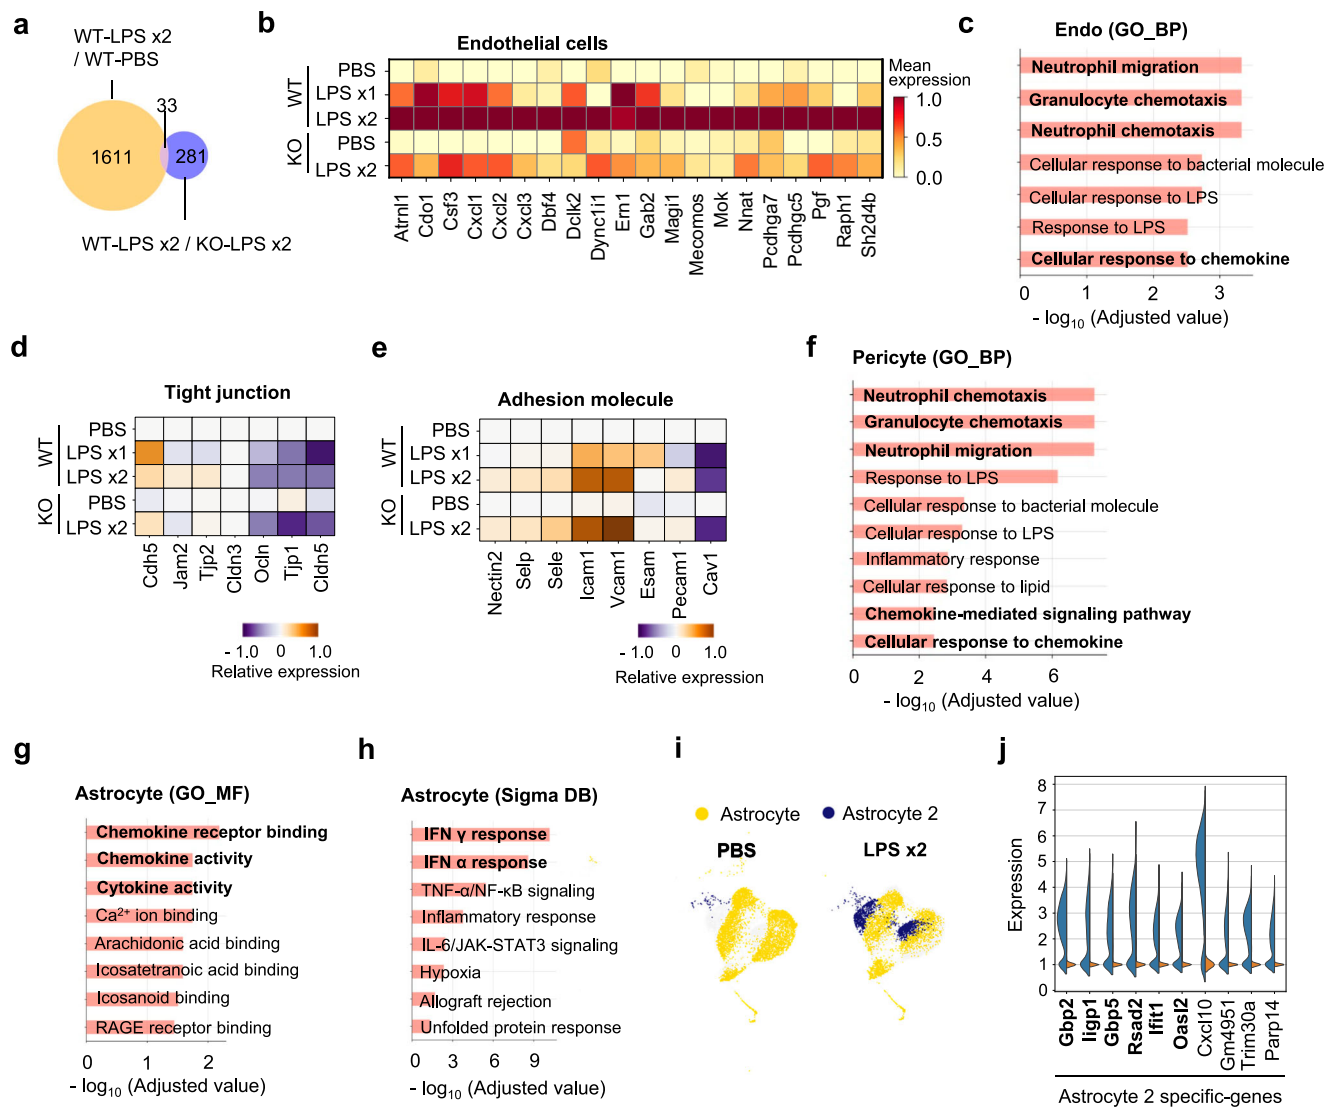 a
WT-LPS x2
/ WT-PBS
33
1611
281
WT-LPS x2 / KO-LPS x2
b
Endothelial cells
WT
PBS
LPS x1
LPS x2
KO
PBS
LPS x2
Mean
expression
1.0
0.5
0.0
Atrnl1
Cdo1
Csf3
Cxcl1
Cxcl2
Cxcl3
Dbf4
Dclk2
Dync1i1
Ern1
Gab2
Magi1
Mecomos
Mok
Nnat
Pcdhga7
Pcdhgc5
Pgf
Raph1
Sh2d4b
c
Endo (GO_BP)
Neutrophil migration
Granulocyte chemotaxis
Neutrophil chemotaxis
Cellular response to bacterial molecule
Cellular response to LPS
Response to LPS
Cellular response to chemokine
0 1 2 3
- log10 (Adjusted value)
d
Tight junction
WT
PBS
LPS x1
LPS x2
KO
PBS
LPS x2
Cdh5
Jam2
Tjp2
Cldn3
Ocln
Tjp1
Cldn5
- 1.0 0 1.0
Relative expression
e
Adhesion molecule
WT
PBS
LPS x1
LPS x2
KO
PBS
LPS x2
Nectin2
Selp
Sele
Icam1
Vcam1
Esam
Pecam1
Cav1
- 1.0 0 1.0
Relative expression
f
Pericyte (GO_BP)
Neutrophil chemotaxis
Granulocyte chemotaxis
Neutrophil migration
Response to LPS
Cellular response to bacterial molecule
Cellular response to LPS
Inflammatory response
Cellular response to lipid
Chemokine-mediated signaling pathway
Cellular response to chemokine
0 2 4 6
- log10 (Adjusted value)
g
Astrocyte (GO_MF)
Chemokine receptor binding
Chemokine activity
Cytokine activity
Ca2+ ion binding
Arachidonic acid binding
Icosatetranoic acid binding
Icosanoid binding
RAGE receptor binding
0 1 2
- log10 (Adjusted value)
h
Astrocyte (Sigma DB)
IFN γ response
IFN α response
TNF-α/NF-κB signaling
Inflammatory response
IL-6/JAK-STAT3 signaling
Hypoxia
Allograft rejection
Unfolded protein response
0 3 6 9
- log10 (Adjusted value)
i
Astrocyte Astrocyte 2
PBS LPS x2
j
Expression
8
7
6
5
4
3
2
1
0
Gbp2
Iigp1
Gbp5
Rsad2
Ifit1
Oasl2
Cxcl10
Gm4951
Trim30a
Parp14
Astrocyte 2 specific-genes